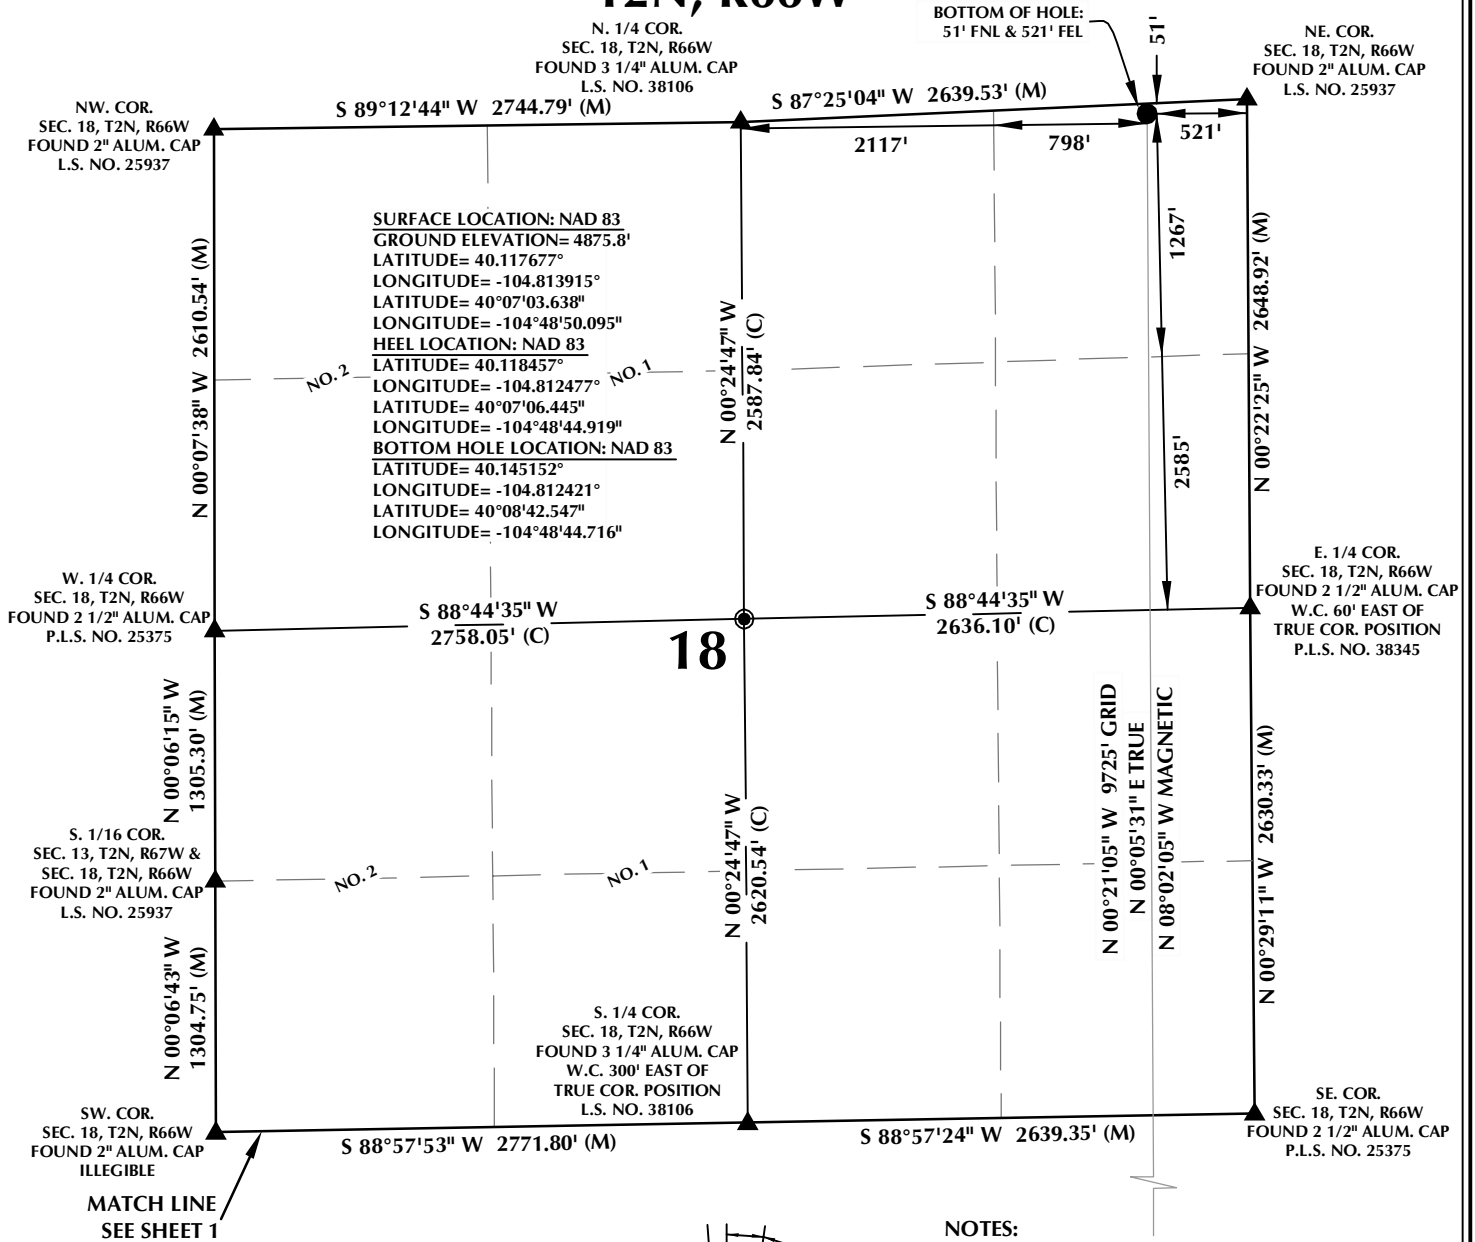 T2N, R66W
N. 1/4 COR.
SEC. 18, T2N, R66W
FOUND 3 1/4" ALUM. CAP
L.S. NO. 38106
BOTTOM OF HOLE:
51' FNL & 521' FEL
51'
NE. COR.
SEC. 18, T2N, R66W
FOUND 2" ALUM. CAP
L.S. NO. 25937
NW. COR.
SEC. 18, T2N, R66W
FOUND 2" ALUM. CAP
L.S. NO. 25937
S 89°12'44" W 2744.79' (M)
S 87°25'04" W 2639.53' (M)
2117'
798'
521'
SURFACE LOCATION: NAD 83
GROUND ELEVATION= 4875.8'
LATITUDE= 40.117677°
LONGITUDE= -104.813915°
LATITUDE= 40°07'03.638"
LONGITUDE= -104°48'50.095"
HEEL LOCATION: NAD 83
LATITUDE= 40.118457°
LONGITUDE= -104.812477°
LATITUDE= 40°07'06.445"
LONGITUDE= -104°48'44.919"
BOTTOM HOLE LOCATION: NAD 83
LATITUDE= 40.145152°
LONGITUDE= -104.812421°
LATITUDE= 40°08'42.547"
LONGITUDE= -104°48'44.716"
N 00°07'38" W 2610.54' (M)
NO. 2
NO. 1
N 00°24'47" W
2587.84' (C)
1267'
2585'
N 00°22'25" W 2648.92' (M)
W. 1/4 COR.
SEC. 18, T2N, R66W
FOUND 2 1/2" ALUM. CAP
P.L.S. NO. 25375
S 88°44'35" W
2758.05' (C)
18
S 88°44'35" W
2636.10' (C)
E. 1/4 COR.
SEC. 18, T2N, R66W
FOUND 2 1/2" ALUM. CAP
W.C. 60' EAST OF
TRUE COR. POSITION
P.L.S. NO. 38345
N 00°06'15" W
1305.30' (M)
S. 1/16 COR.
SEC. 13, T2N, R67W &
SEC. 18, T2N, R66W
FOUND 2" ALUM. CAP
L.S. NO. 25937
NO. 2
NO. 1
N 00°24'47" W
2620.54' (C)
N 00°21'05" W 9725' GRID
N 00°05'31" E TRUE
N 08°02'05" W MAGNETIC
N 00°29'11" W 2630.33' (M)
N 00°06'43" W
1304.75' (M)
S. 1/4 COR.
SEC. 18, T2N, R66W
FOUND 3 1/4" ALUM. CAP
W.C. 300' EAST OF
TRUE COR. POSITION
L.S. NO. 38106
SW. COR.
SEC. 18, T2N, R66W
FOUND 2" ALUM. CAP
ILLEGIBLE
S 88°57'53" W 2771.80' (M)
S 88°57'24" W 2639.35' (M)
SE. COR.
SEC. 18, T2N, R66W
FOUND 2 1/2" ALUM. CAP
P.L.S. NO. 25375
MATCH LINE
SEE SHEET 1
NOTES: